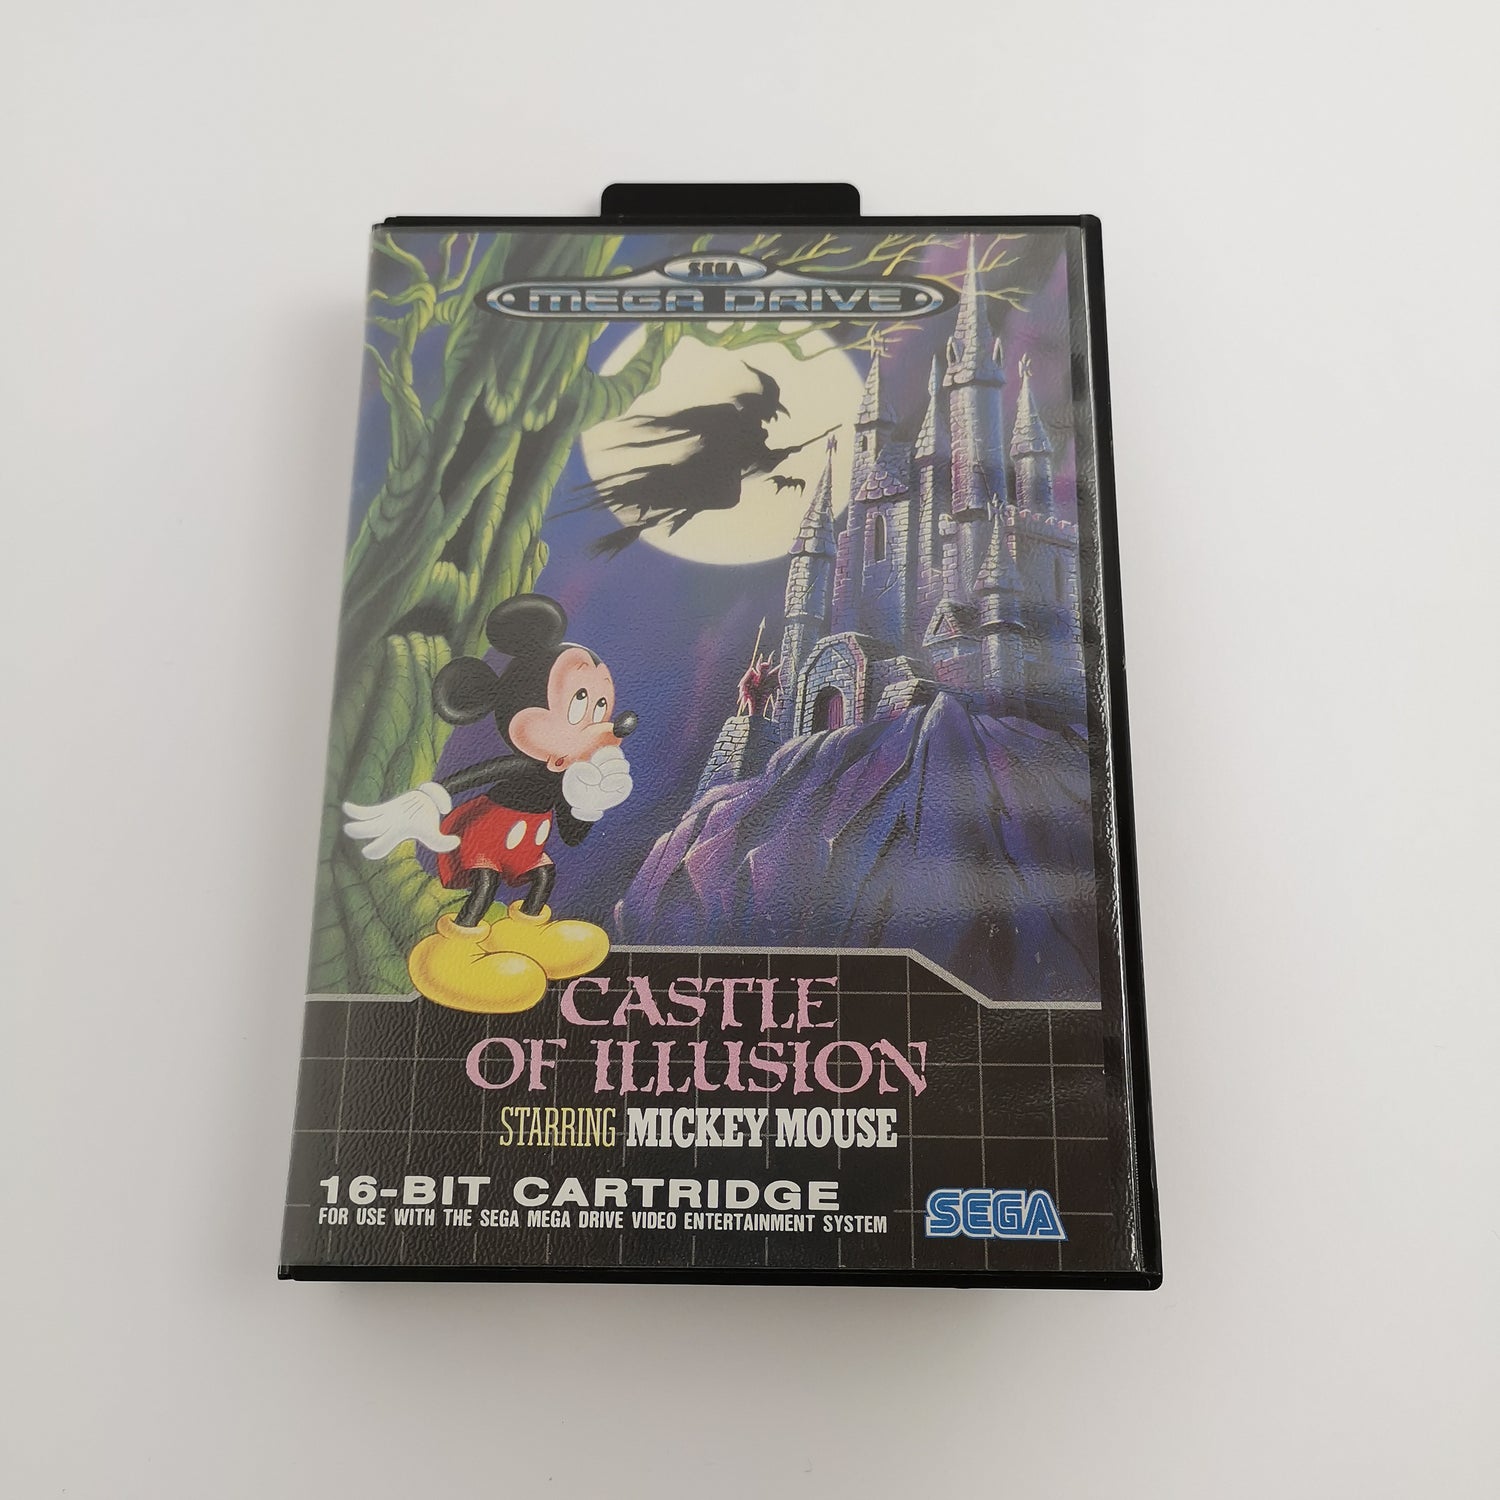 SEGA
MEGA DRIVE
CASTLE
OF ILLUSION
STARRING MICKEY MOUSE
16-BIT CARTRIDGE
FOR USE WITH THE SEGA MEGA DRIVE VIDEO ENTERTAINMENT SYSTEM
SEGA